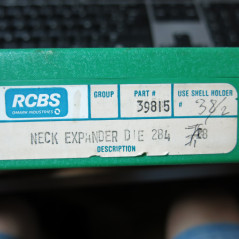 RCBS
OMARK INDUSTRIES
GROUP
PART #
39815
USE SHELL HOLDER
#
NECK EXPANDER DIE 284
DESCRIPTION